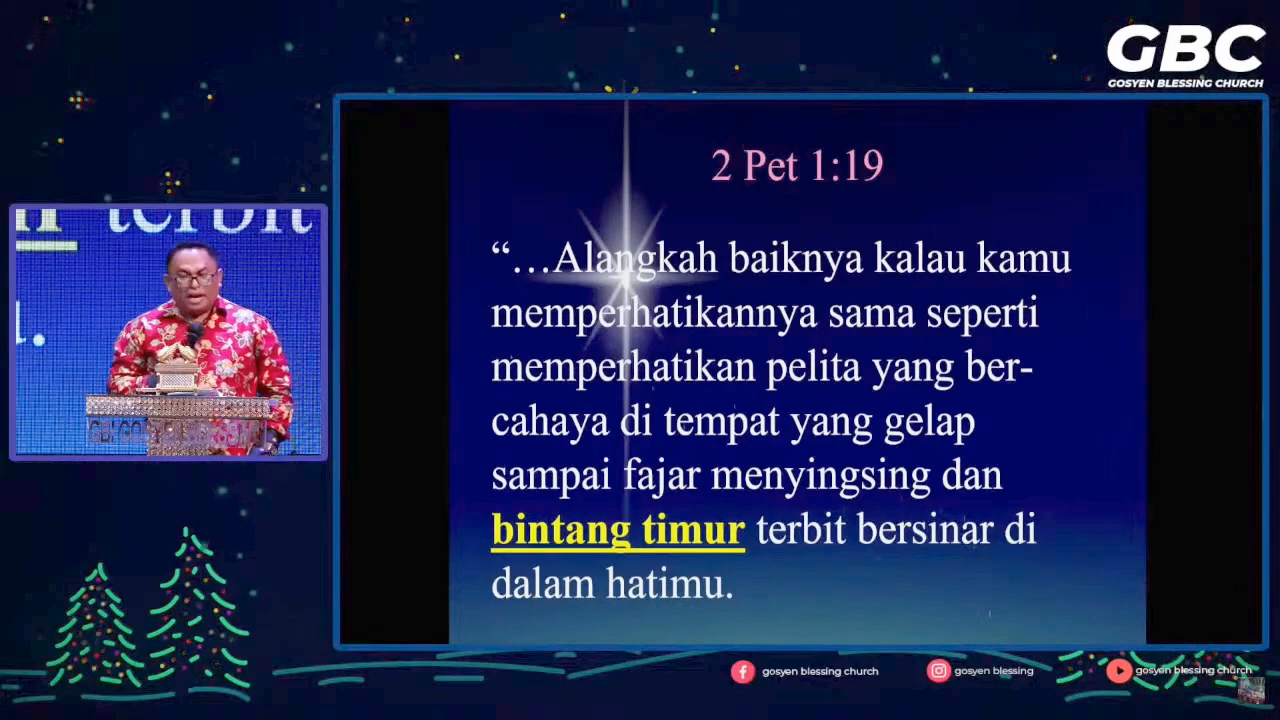 GBC
GOSYEN BLESSING CHURCH
2 Pet 1:19
“…Alangkah baiknya kalau kamu
memperhatikannya sama seperti
memperhatikan pelita yang ber-
cahaya di tempat yang gelap
sampai fajar menyingsing dan
bintang timur terbit bersinar di
dalam hatimu.
terbit
gosyen blessing church
gosyen blessing
gosyen blessing church